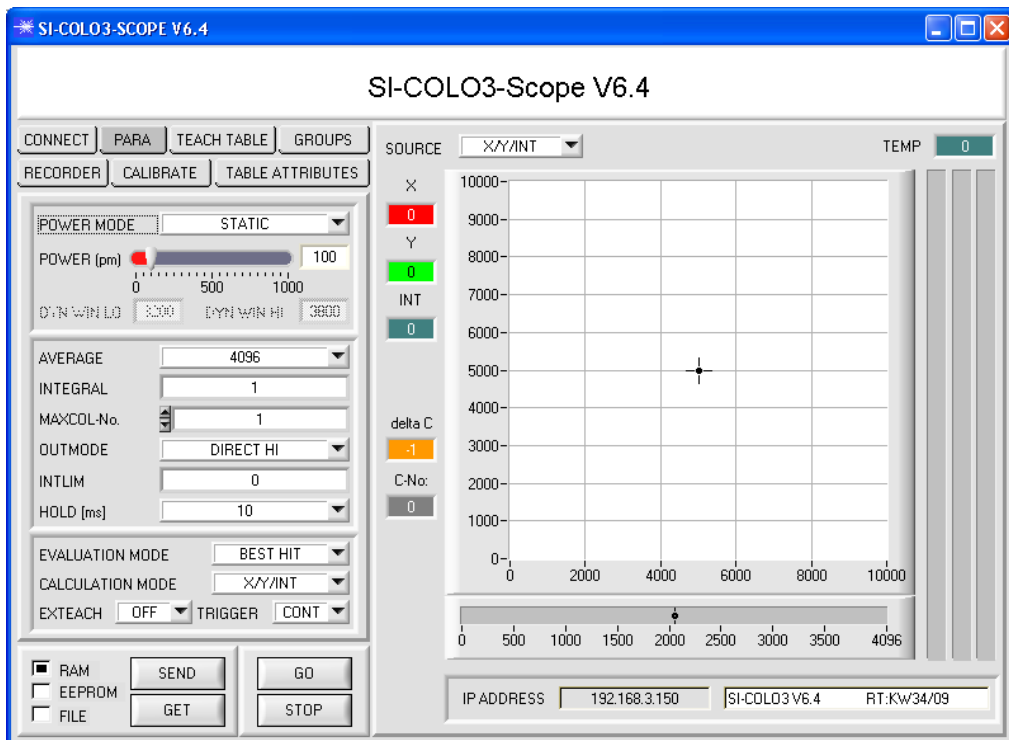 SI-COLO3-SCOPE V6.4
SI-COLO3-Scope V6.4
CONNECT PARA TEACH TABLE GROUPS
RECORDER CALIBRATE TABLE ATTRIBUTES
POWER MODE STATIC
POWER (pm) 100
0 500 1000
DYN WIN LO 3200 DYN WIN HI 3800
AVERAGE 4096
INTEGRAL 1
MAXCOL-No. 1
OUTMODE DIRECT HI
INTLIM 0
HOLD [ms] 10
EVALUATION MODE BEST HIT
CALCULATION MODE X/Y/INT
EXTEACH OFF TRIGGER CONT
RAM
EEPROM
FILE
SEND GO
GET STOP
SOURCE X/Y/INT TEMP 0
X
0
Y
0
INT
0
delta C
-1
C-No:
0
10000
9000
8000
7000
6000
5000
4000
3000
2000
1000
0
0 2000 4000 6000 8000 10000
0 500 1000 1500 2000 2500 3000 3500 4096
IP ADDRESS 192.168.3.150 SI-COLO3 V6.4 RT:KW34/09